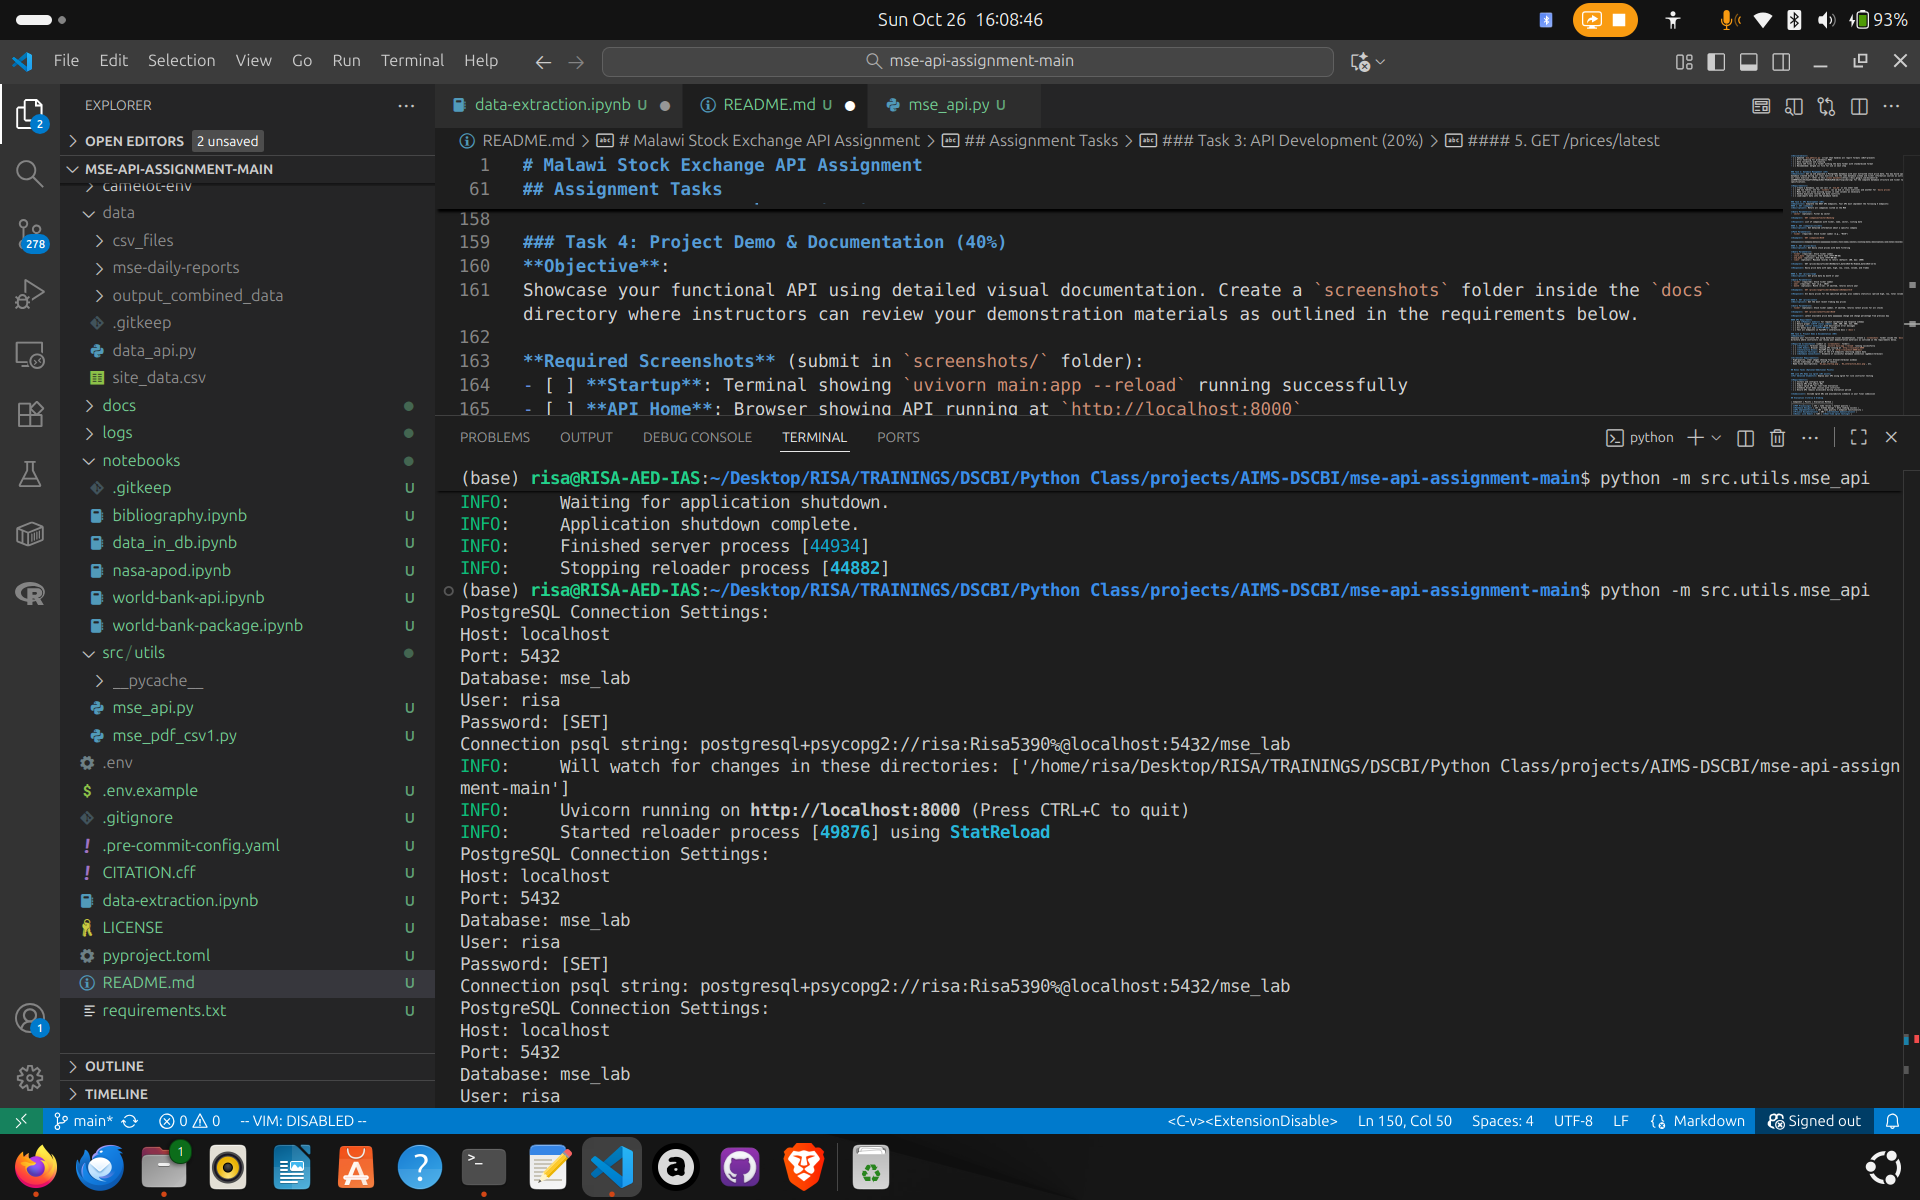 Sun Oct 26 16:08:46
93%
File Edit Selection View Go Run Terminal Help
mse-api-assignment-main
EXPLORER
OPEN EDITORS 2 unsaved
MSE-API-ASSIGNMENT-MAIN
camelot-env
data
csv_files
mse-daily-reports
output_combined_data
.gitkeep
data_api.py
site_data.csv
docs
logs
notebooks
.gitkeep U
bibliography.ipynb U
data_in_db.ipynb U
nasa-apod.ipynb U
world-bank-api.ipynb U
world-bank-package.ipynb U
src/utils
__pycache__
mse_api.py U
mse_pdf_csv1.py U
.env
.env.example U
.gitignore U
.pre-commit-config.yaml U
CITATION.cff U
data-extraction.ipynb U
LICENSE U
pyproject.toml U
README.md U
requirements.txt U
OUTLINE
TIMELINE
2
278
1
data-extraction.ipynb U
README.md U
mse_api.py U
README.md > # Malawi Stock Exchange API Assignment > ## Assignment Tasks > ### Task 3: API Development (20%) > #### 5. GET /prices/latest
1 # Malawi Stock Exchange API Assignment
61 ## Assignment Tasks
158
159 ### Task 4: Project Demo & Documentation (40%)
160 **Objective**:
161 Showcase your functional API using detailed visual documentation. Create a `screenshots` folder inside the `docs`
directory where instructors can review your demonstration materials as outlined in the requirements below.
162
163 **Required Screenshots** (submit in `screenshots/` folder):
164 - [ ] **Startup**: Terminal showing `uvivorn main:app --reload` running successfully
165 - [ ] **API Home**: Browser showing API running at `http://localhost:8000`
PROBLEMS OUTPUT DEBUG CONSOLE TERMINAL PORTS
python
(base) risa@RISA-AED-IAS:~/Desktop/RISA/TRAININGS/DSCBI/Python Class/projects/AIMS-DSCBI/mse-api-assignment-main$ python -m src.utils.mse_api
INFO: Waiting for application shutdown.
INFO: Application shutdown complete.
INFO: Finished server process [44934]
INFO: Stopping reloader process [44882]
(base) risa@RISA-AED-IAS:~/Desktop/RISA/TRAININGS/DSCBI/Python Class/projects/AIMS-DSCBI/mse-api-assignment-main$ python -m src.utils.mse_api
PostgreSQL Connection Settings:
Host: localhost
Port: 5432
Database: mse_lab
User: risa
Password: [SET]
Connection psql string: postgresql+psycopg2://risa:Risa5390%@localhost:5432/mse_lab
INFO: Will watch for changes in these directories: ['/home/risa/Desktop/RISA/TRAININGS/DSCBI/Python Class/projects/AIMS-DSCBI/mse-api-assign
ment-main']
INFO: Uvicorn running on http://localhost:8000 (Press CTRL+C to quit)
INFO: Started reloader process [49876] using StatReload
PostgreSQL Connection Settings:
Host: localhost
Port: 5432
Database: mse_lab
User: risa
Password: [SET]
Connection psql string: postgresql+psycopg2://risa:Risa5390%@localhost:5432/mse_lab
PostgreSQL Connection Settings:
Host: localhost
Port: 5432
Database: mse_lab
User: risa
main* 0 0 -- VIM: DISABLED -- <C-v><ExtensionDisable> Ln 150, Col 50 Spaces: 4 UTF-8 LF Markdown Signed out
1